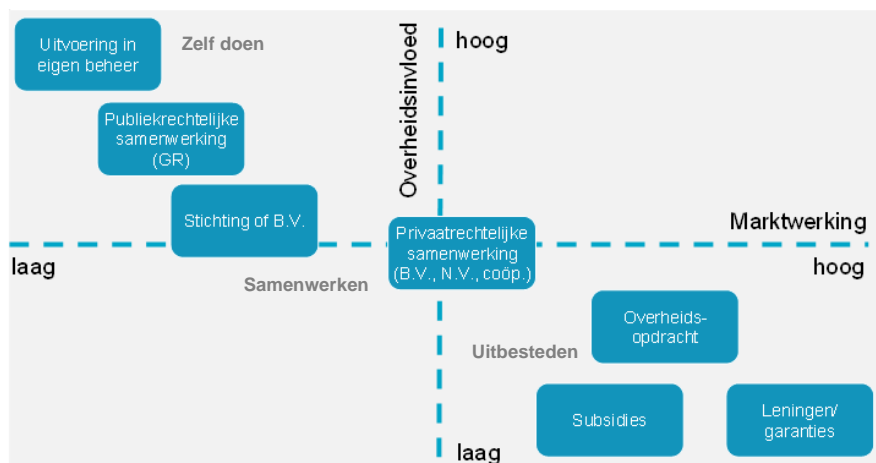 Uitvoering in
eigen beheer
Zelf doen
Overheidsinvloed
hoog
Publiekrechtelijke
samenwerking
(GR)
Stichting of B.V.
Privaatrechtelijke
samenwerking
(B.V., N.V., coöp.)
Marktwerking
laag
hoog
Samenwerken
Overheids-
opdracht
Uitbesteden
Subsidies
Leningen/
garanties
laag